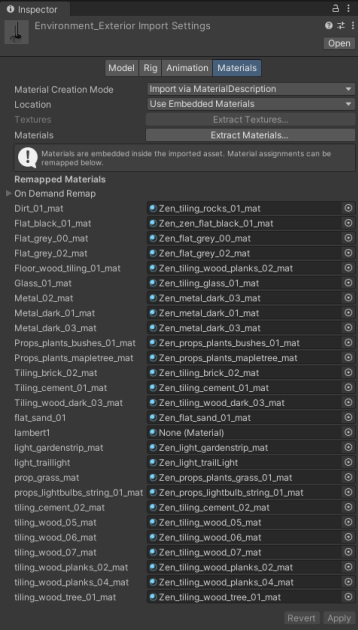 Inspector
Environment_Exterior Import Settings
Open
Model Rig Animation Materials
Material Creation Mode Import via MaterialDescription
Location Use Embedded Materials
Textures Extract Textures...
Materials Extract Materials...
Materials are embedded inside the imported asset. Material assignments can be
remapped below.
Remapped Materials
On Demand Remap
Dirt_01_mat Zen_tiling_rocks_01_mat
Flat_black_01_mat Zen_zen_flat_black_01_mat
Flat_grey_00_mat Zen_flat_grey_00_mat
Flat_grey_02_mat Zen_flat_grey_02_mat
Floor_wood_tiling_01_mat Zen_tiling_wood_planks_02_mat
Glass_01_mat Zen_tiling_glass_01_mat
Metal_02_mat Zen_metal_dark_03_mat
Metal_dark_01_mat Zen_metal_dark_03_mat
Metal_dark_03_mat Zen_metal_dark_03_mat
Props_plants_bushes_01_mat Zen_props_plants_bushes_01_mat
Props_plants_mapletree_mat Zen_props_plants_mapletree_mat
Tiling_brick_02_mat Zen_tiling_brick_02_mat
Tiling_cement_01_mat Zen_tiling_cement_01_mat
Tiling_wood_dark_03_mat Zen_tiling_wood_dark_03_mat
flat_sand_01 Zen_flat_sand_01_mat
lambert1 None (Material)
light_gardenstrip_mat Zen_light_gardenstrip_mat
light_traillight Zen_light_trailLight
prop_grass_mat Zen_props_plants_grass_01_mat
props_lightbulbs_string_01_mat Zen_props_lightbulb_string_01_mat
tiling_cement_02_mat Zen_tiling_cement_02_mat
tiling_wood_05_mat Zen_tiling_wood_05_mat
tiling_wood_06_mat Zen_tiling_wood_06_mat
tiling_wood_07_mat Zen_tiling_wood_07_mat
tiling_wood_planks_02_mat Zen_tiling_wood_planks_02_mat
tiling_wood_planks_04_mat Zen_tiling_wood_planks_04_mat
tiling_wood_tree_01_mat Zen_tiling_wood_tree_01_mat
Revert Apply